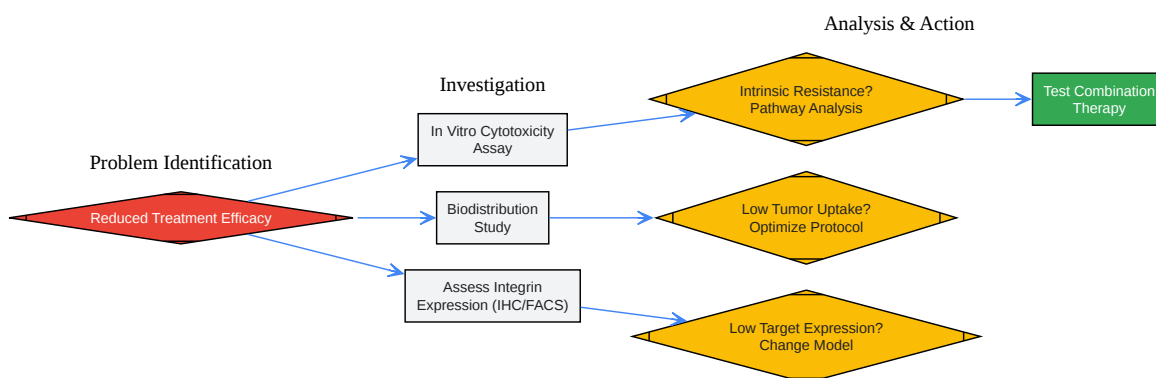 Analysis & Action
Investigation
Problem Identification
Reduced Treatment Efficacy
In Vitro Cytotoxicity
Assay
Biodistribution
Study
Assess Integrin
Expression (IHC/FACS)
Intrinsic Resistance?
Pathway Analysis
Low Tumor Uptake?
Optimize Protocol
Low Target Expression?
Change Model
Test Combination
Therapy